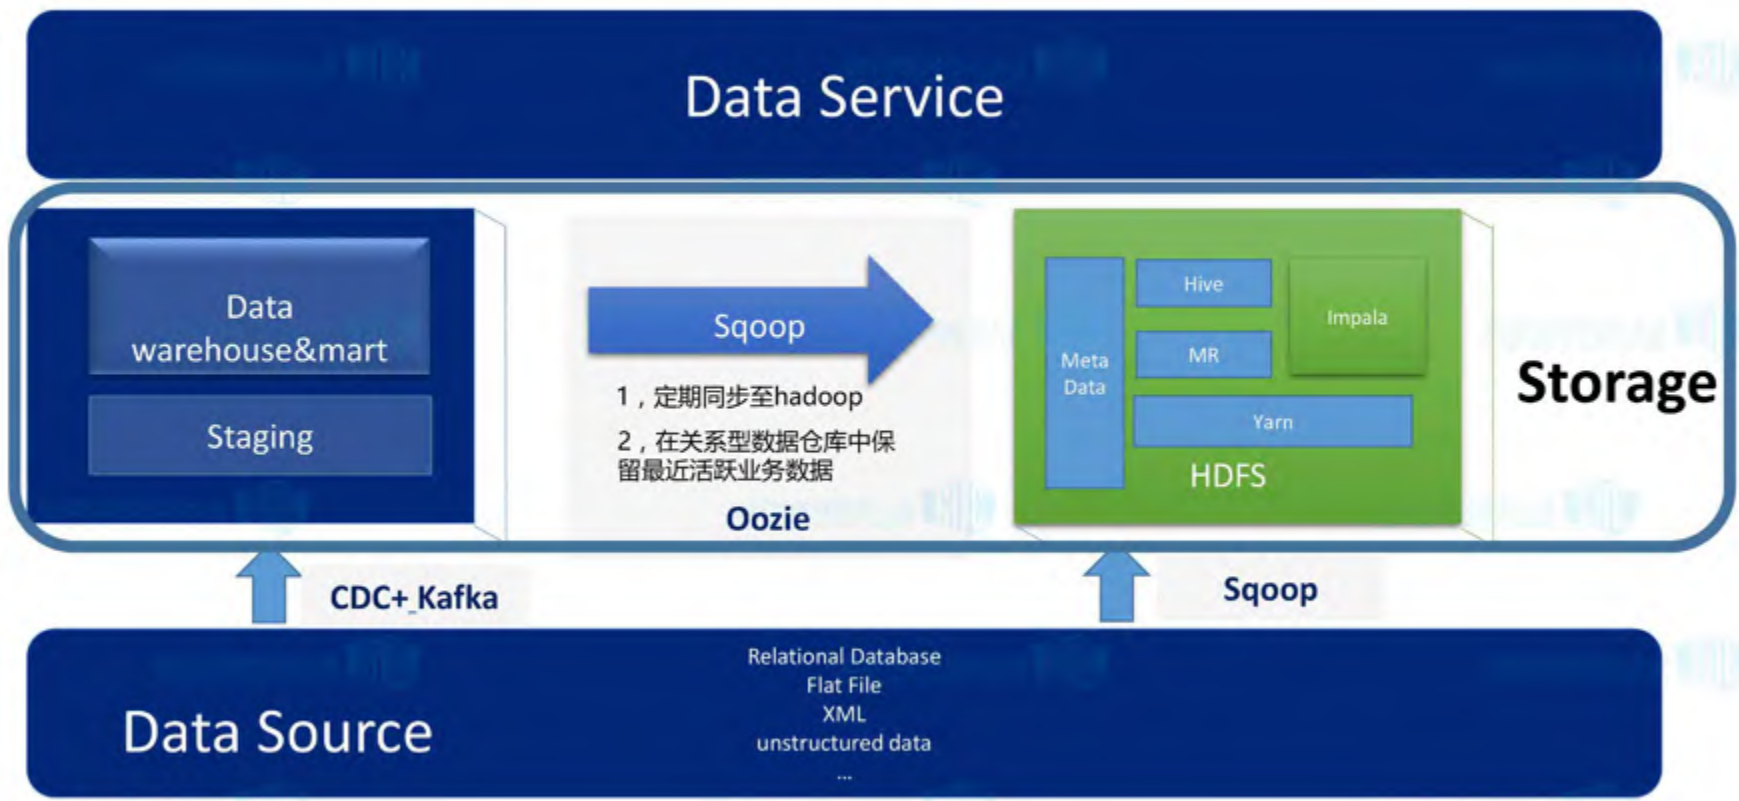 Data Service
Data
warehouse&mart
Staging
Sqoop
1，定期同步至hadoop
2，在关系型数据仓库中保
留最近活跃业务数据
Oozie
Meta
Data
Hive
MR
Impala
Yarn
HDFS
Storage
CDC+_Kafka
Sqoop
Data Source
Relational Database
Flat File
XML
unstructured data
...